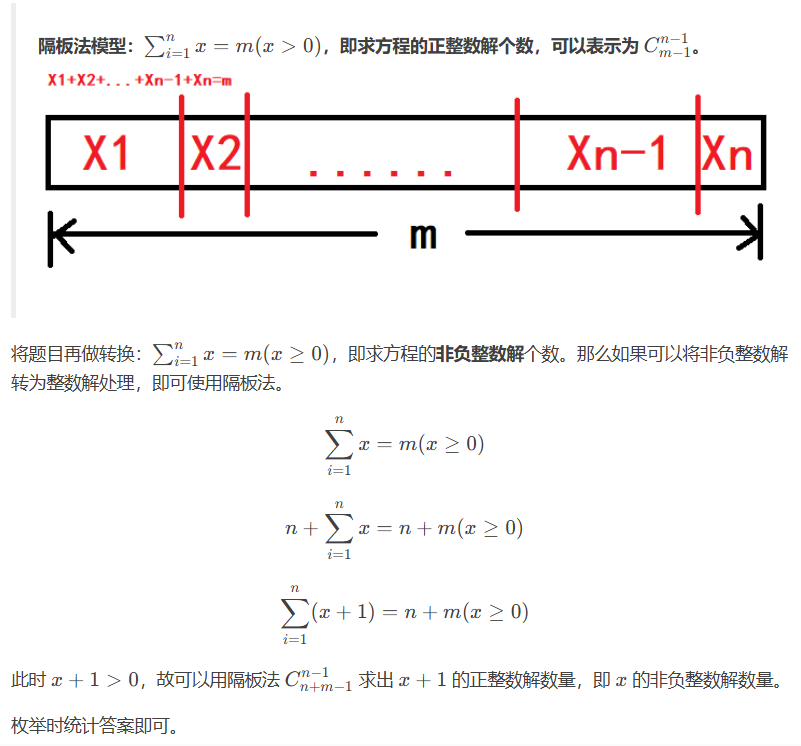 隔板法模型：$\sum_{i=1}^{n} x = m(x > 0)$，即求方程的正整数解个数，可以表示为 $C_{m-1}^{n-1}$。
X1+X2+...+Xn-1+Xn=m
X1 X2 ...... Xn-1 Xn
m
将题目再做转换：$\sum_{i=1}^{n} x = m(x \geq 0)$，即求方程的非负整数解个数。那么如果可以将非负整数解
转为整数解处理，即可使用隔板法。
$\sum_{i=1}^{n} x = m(x \geq 0)$
$n + \sum_{i=1}^{n} x = n + m(x \geq 0)$
$\sum_{i=1}^{n} (x + 1) = n + m(x \geq 0)$
此时 $x + 1 > 0$，故可以用隔板法 $C_{n+m-1}^{n-1}$ 求出 $x + 1$ 的正整数解数量，即 $x$ 的非负整数解数量。
枚举时统计答案即可。